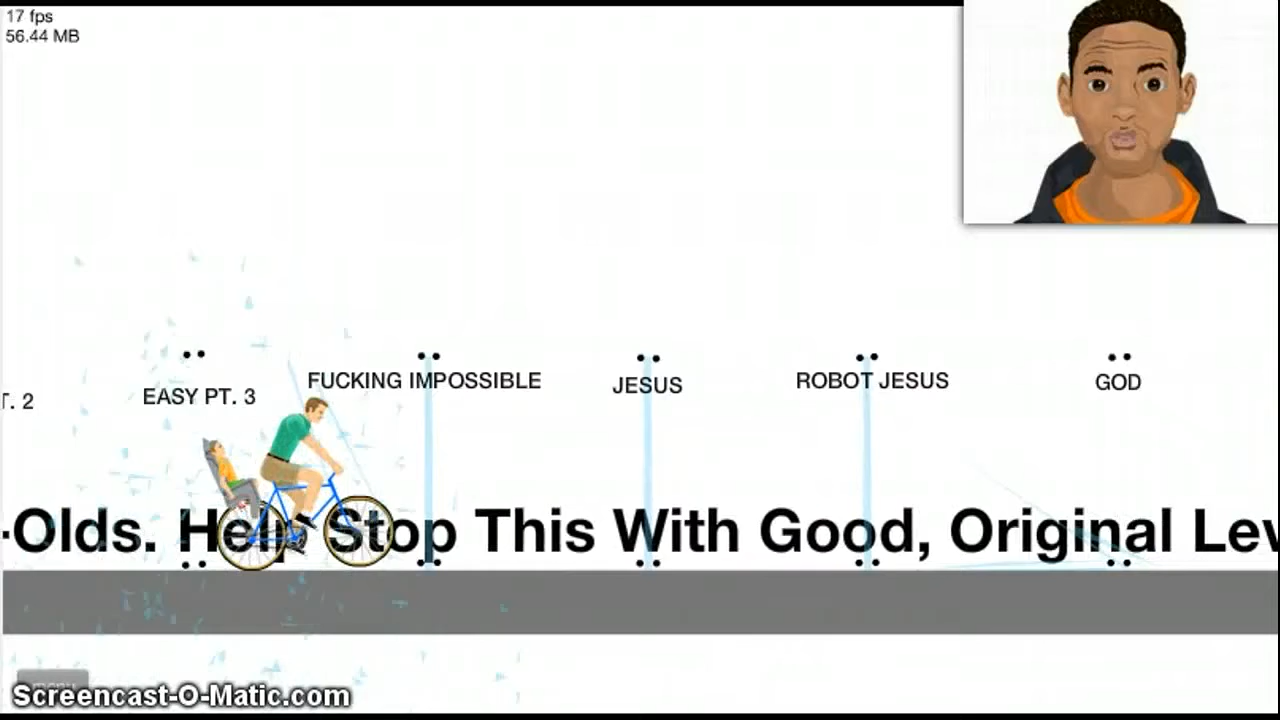 17 fps
56.44 MB
T. 2
EASY PT. 3
FUCKING IMPOSSIBLE
JESUS
ROBOT JESUS
GOD
-Olds. Help Stop This With Good, Original Lev
menu
Screencast-O-Matic.com